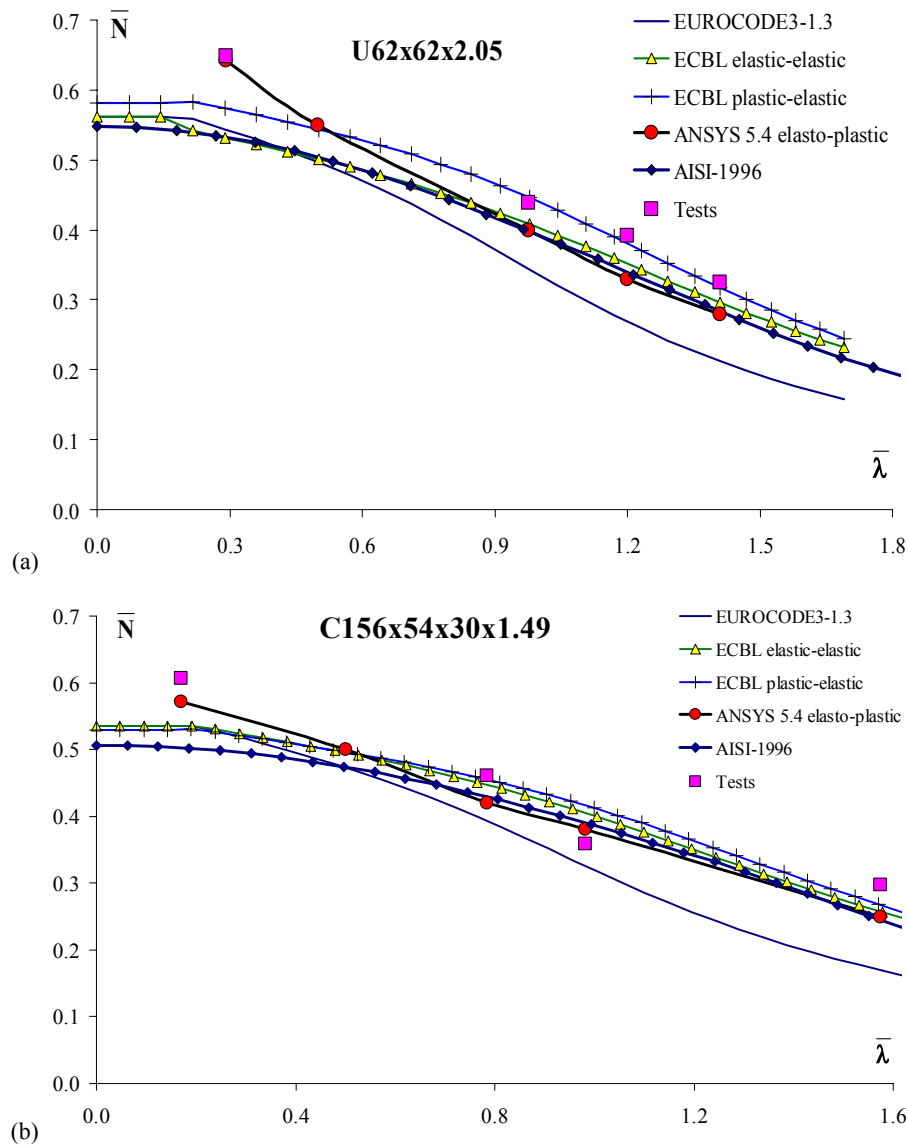 0.7
N̅
U62x62x2.05
EUROCODE3-1.3
ECBL elastic-elastic
ECBL plastic-elastic
ANSYS 5.4 elasto-plastic
AISI-1996
Tests
0.6
0.5
0.4
0.3
0.2
0.1
0.0
λ̅
0.0 0.3 0.6 0.9 1.2 1.5 1.8
(a)
0.7
N̅
C156x54x30x1.49
EUROCODE3-1.3
ECBL elastic-elastic
ECBL plastic-elastic
ANSYS 5.4 elasto-plastic
AISI-1996
Tests
0.6
0.5
0.4
0.3
0.2
0.1
0.0
λ̅
0.0 0.4 0.8 1.2 1.6
(b)